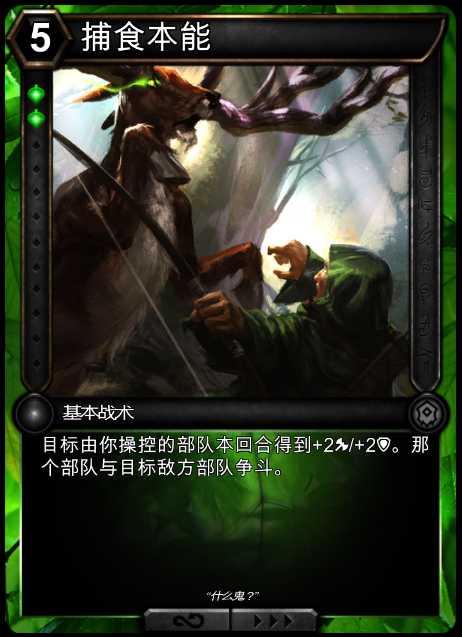 5
捕食本能
基本战术
目标由你操控的部队本回合得到+2/+2。那
个部队与目标敌方部队争斗。
“什么鬼？”